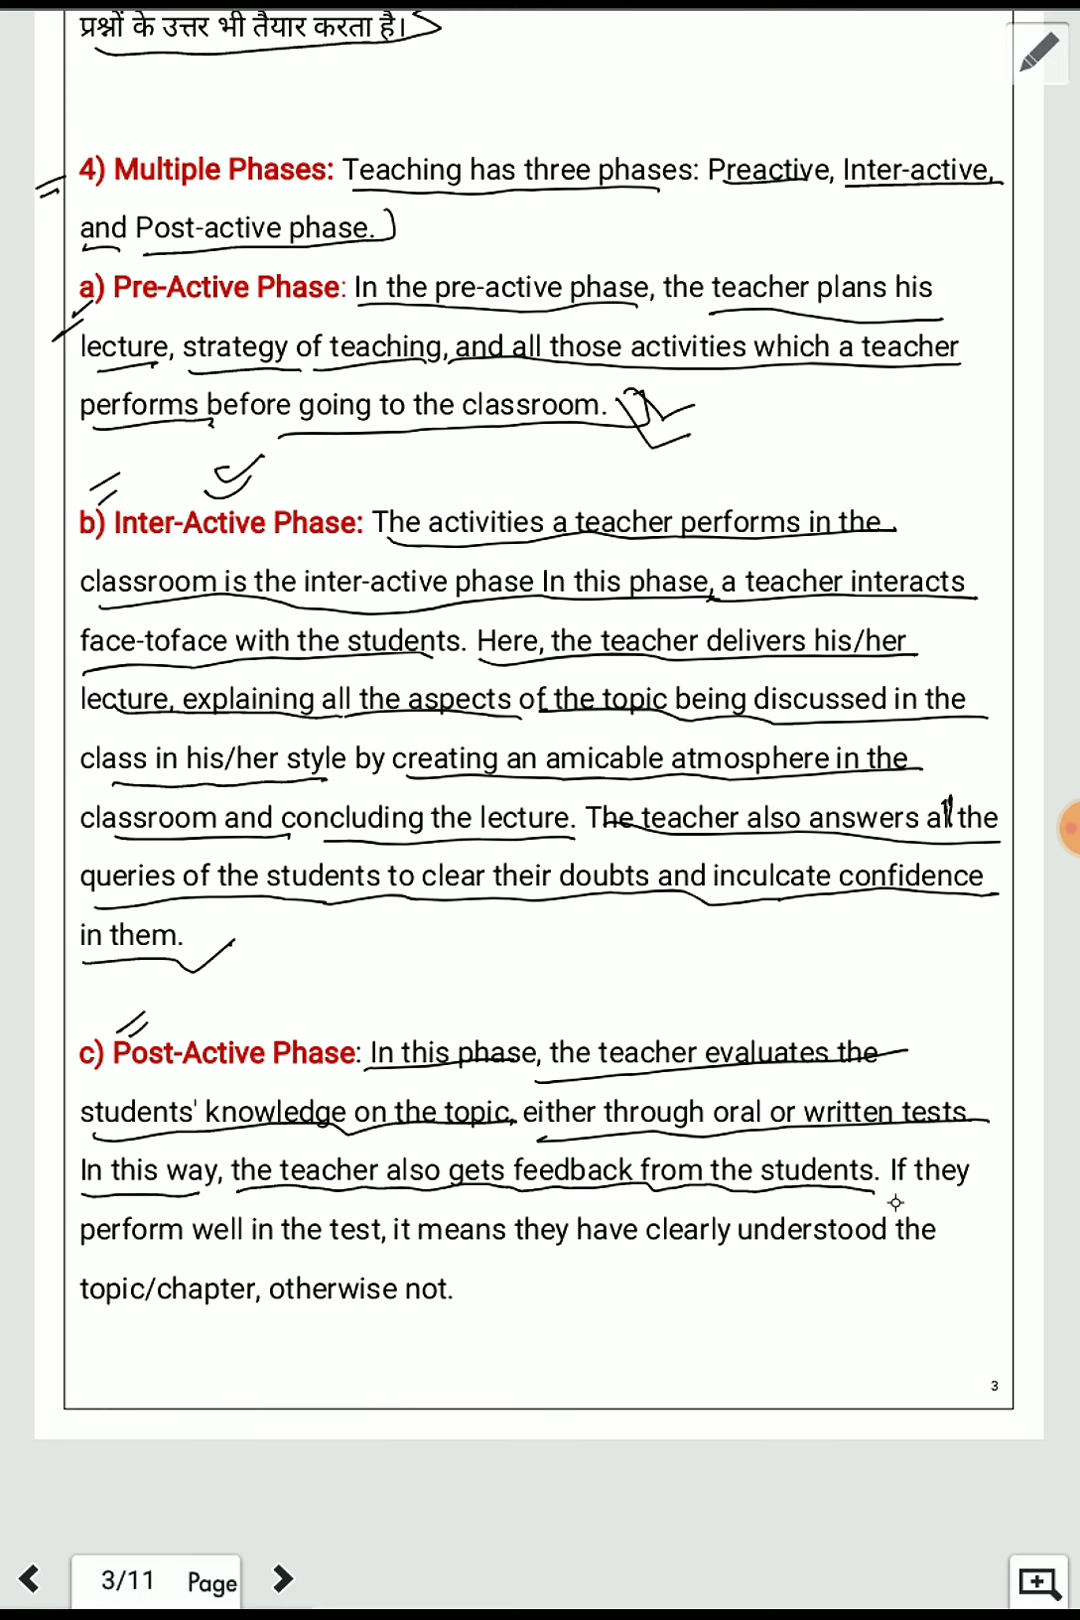 प्रश्नों के उत्तर भी तैयार करता है।
4) Multiple Phases: Teaching has three phases: Preactive, Inter-active,
and Post-active phase.
a) Pre-Active Phase: In the pre-active phase, the teacher plans his
lecture, strategy of teaching, and all those activities which a teacher
performs before going to the classroom.
b) Inter-Active Phase: The activities a teacher performs in the
classroom is the inter-active phase In this phase, a teacher interacts
face-toface with the students. Here, the teacher delivers his/her
lecture, explaining all the aspects of the topic being discussed in the
class in his/her style by creating an amicable atmosphere in the
classroom and concluding the lecture. The teacher also answers all the
queries of the students to clear their doubts and inculcate confidence
in them.
c) Post-Active Phase: In this phase, the teacher evaluates the
students' knowledge on the topic, either through oral or written tests
In this way, the teacher also gets feedback from the students. If they
perform well in the test, it means they have clearly understood the
topic/chapter, otherwise not.
3
3/11 Page